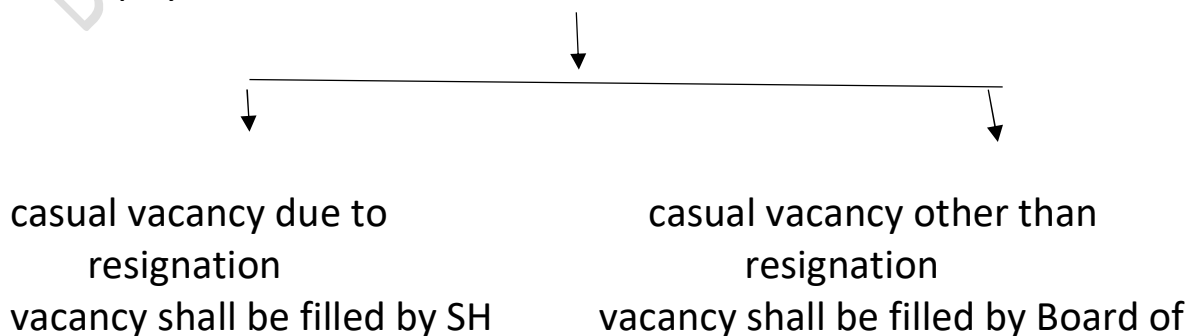 casual vacancy due to casual vacancy other than
resignation resignation
vacancy shall be filled by SH vacancy shall be filled by Board of